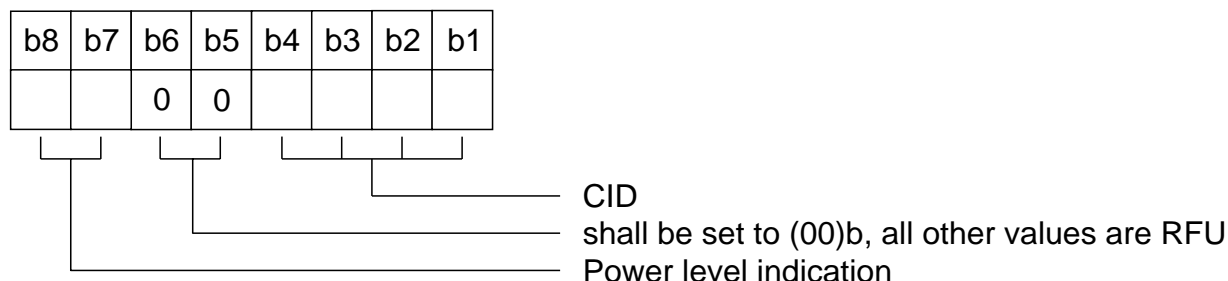 b8 b7 b6 b5 b4 b3 b2 b1
0 0
CID
shall be set to (00)b, all other values are RFU
Power level indication